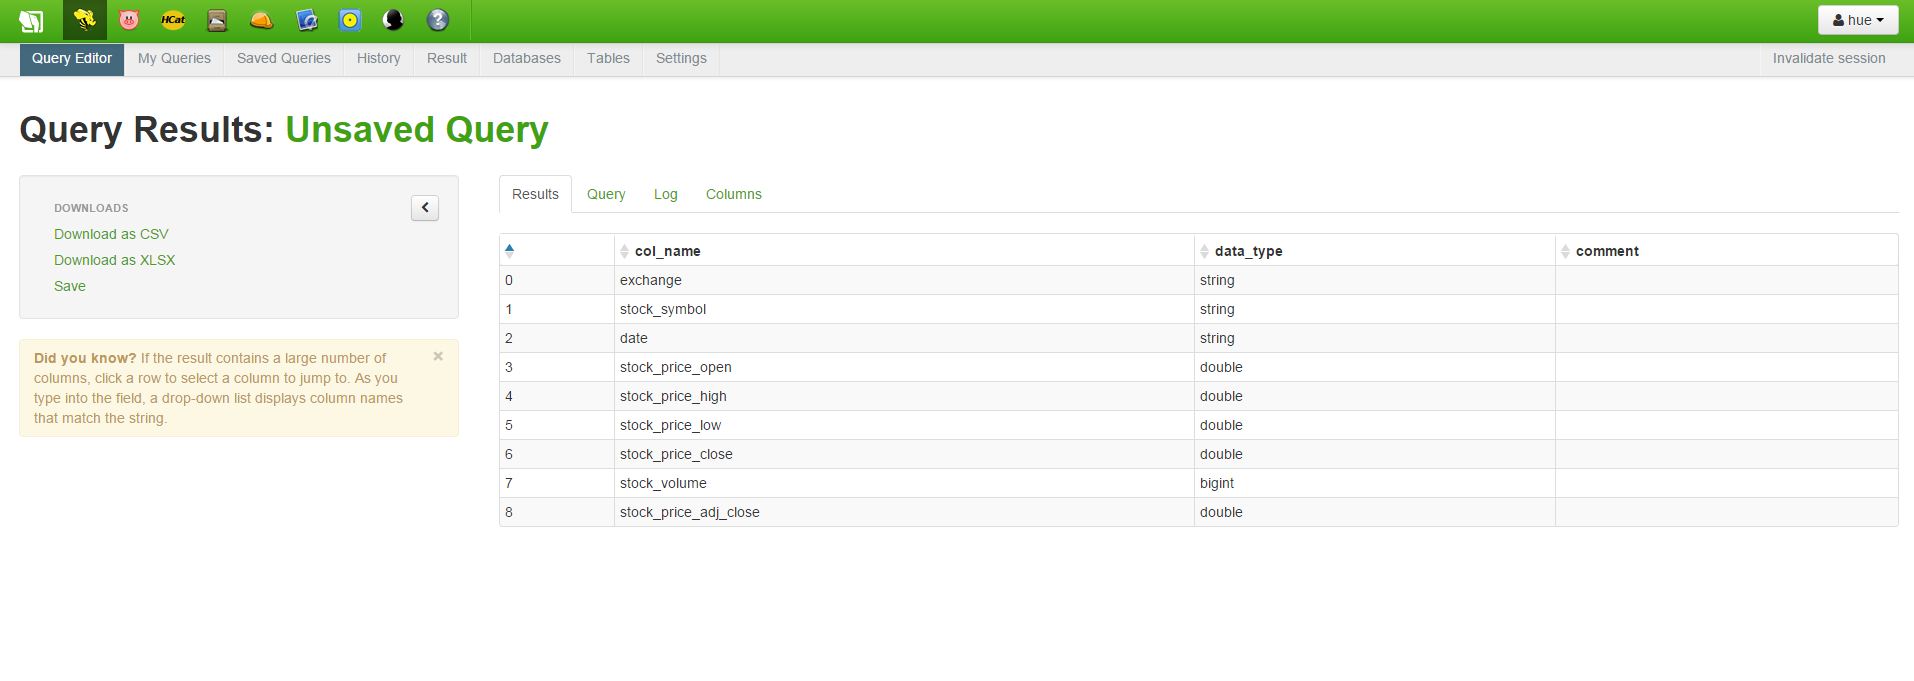 HCat
hue
Query Editor My Queries Saved Queries History Result Databases Tables Settings Invalidate session
Query Results: Unsaved Query
DOWNLOADS
Download as CSV
Download as XLSX
Save
Did you know? If the result contains a large number of
columns, click a row to select a column to jump to. As you
type into the field, a drop-down list displays column names
that match the string.
Results Query Log Columns
col_name data_type comment
0 exchange string
1 stock_symbol string
2 date string
3 stock_price_open double
4 stock_price_high double
5 stock_price_low double
6 stock_price_close double
7 stock_volume bigint
8 stock_price_adj_close double